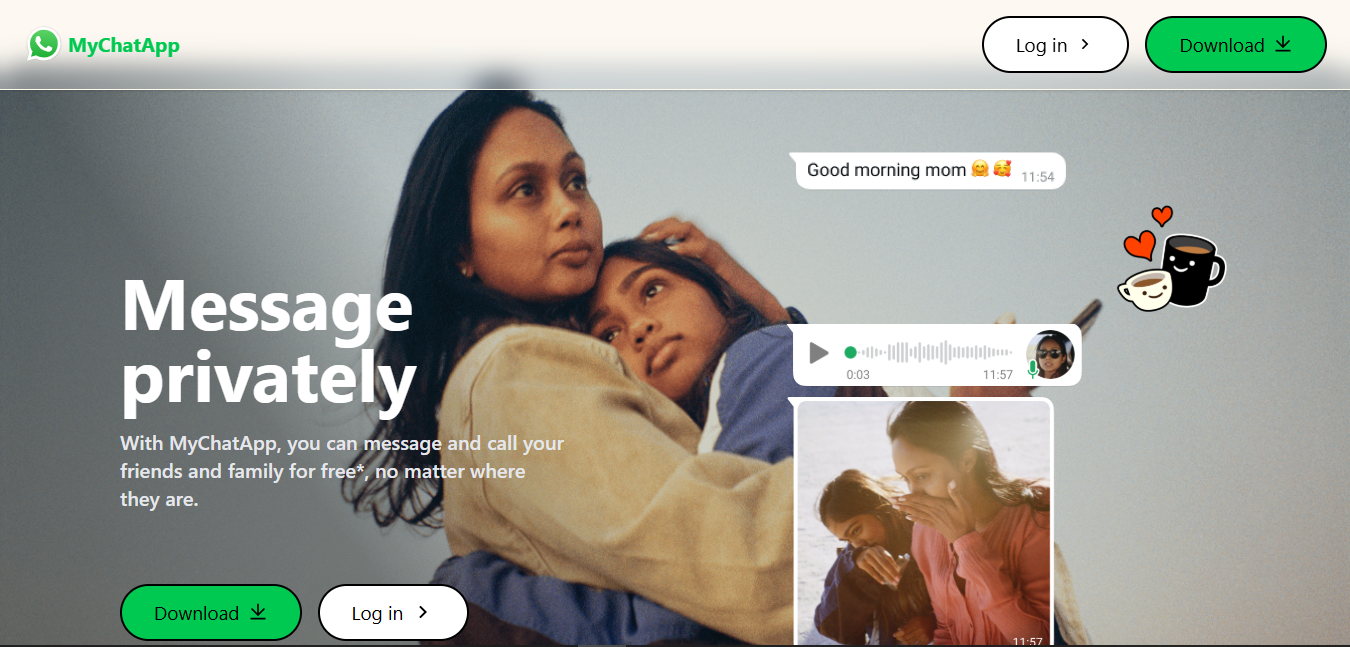 MyChatApp
Log in
Download
Good morning mom 🤗 🥰 11:54
Message
privately
0:03 11:57
With MyChatApp, you can message and call your
friends and family for free*, no matter where
they are.
Download
Log in
11:57